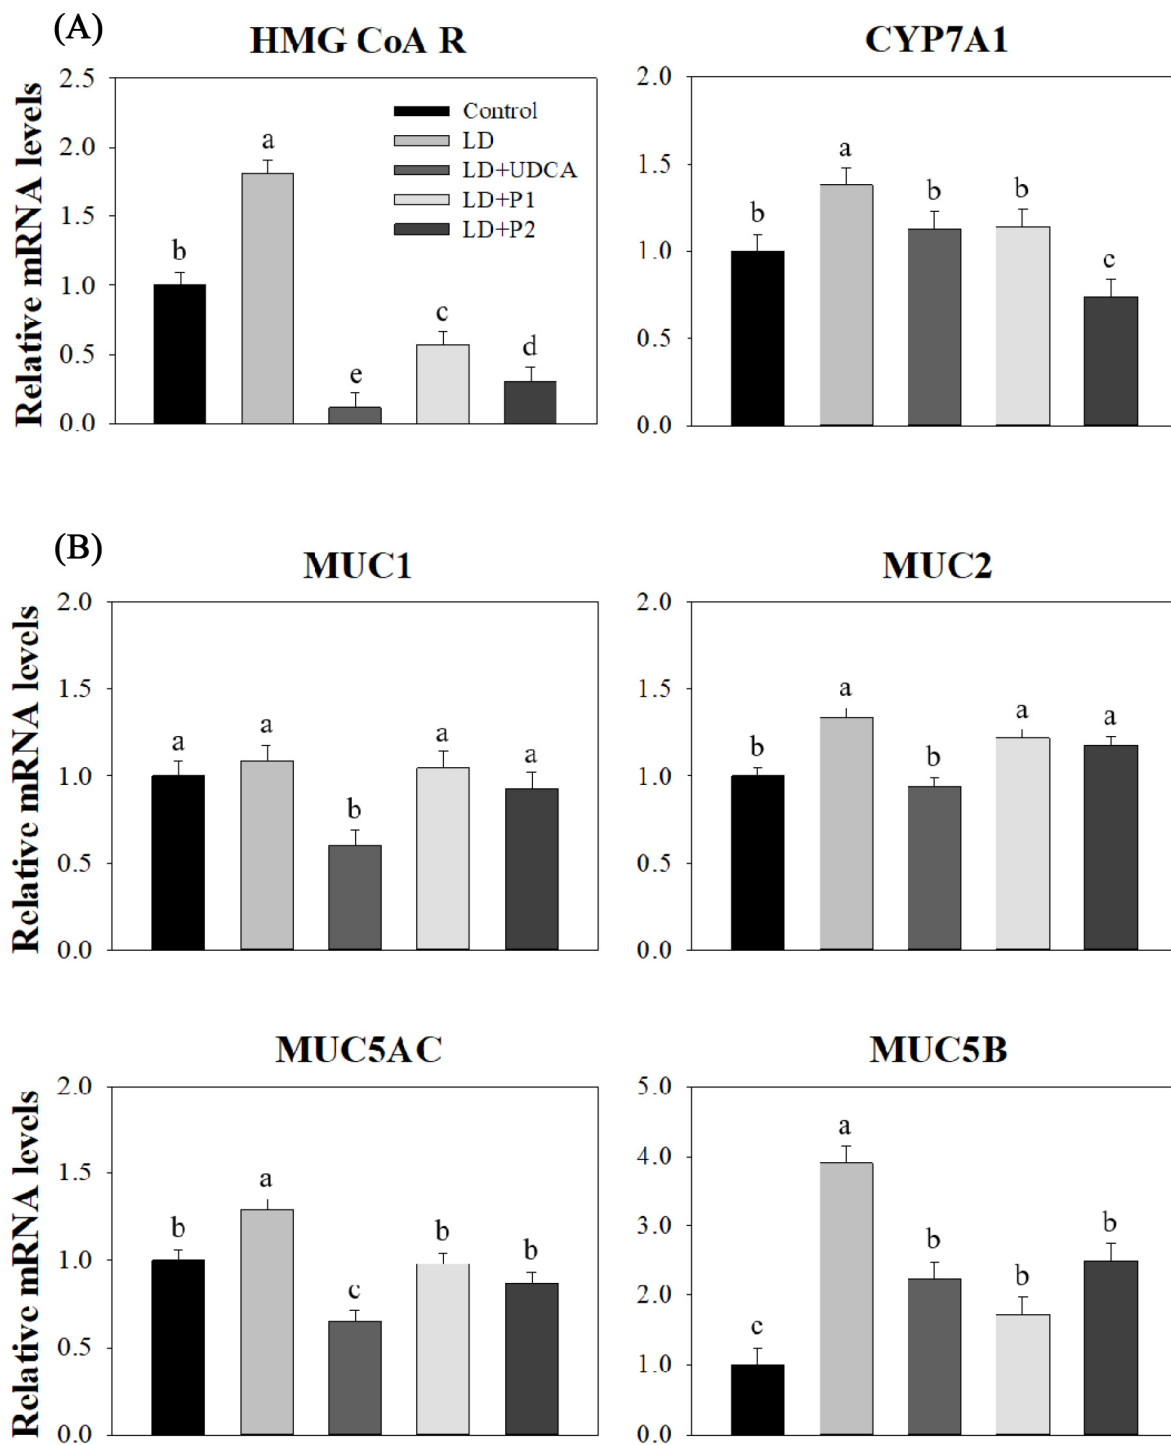 (A)
HMG CoA R
CYP7A1
Relative mRNA levels
2.5
2.0
1.5
1.0
0.5
0.0
Control
LD
LD+UDCA
LD+P1
LD+P2
b
a
e
c
d
2.0
1.5
1.0
0.5
0.0
b
a
b
b
c
(B)
MUC1
MUC2
Relative mRNA levels
2.0
1.5
1.0
0.5
0.0
a
a
b
a
a
2.0
1.5
1.0
0.5
0.0
b
a
b
a
a
MUC5AC
MUC5B
Relative mRNA levels
2.0
1.5
1.0
0.5
0.0
b
a
c
b
b
5.0
4.0
3.0
2.0
1.0
0.0
c
a
b
b
b